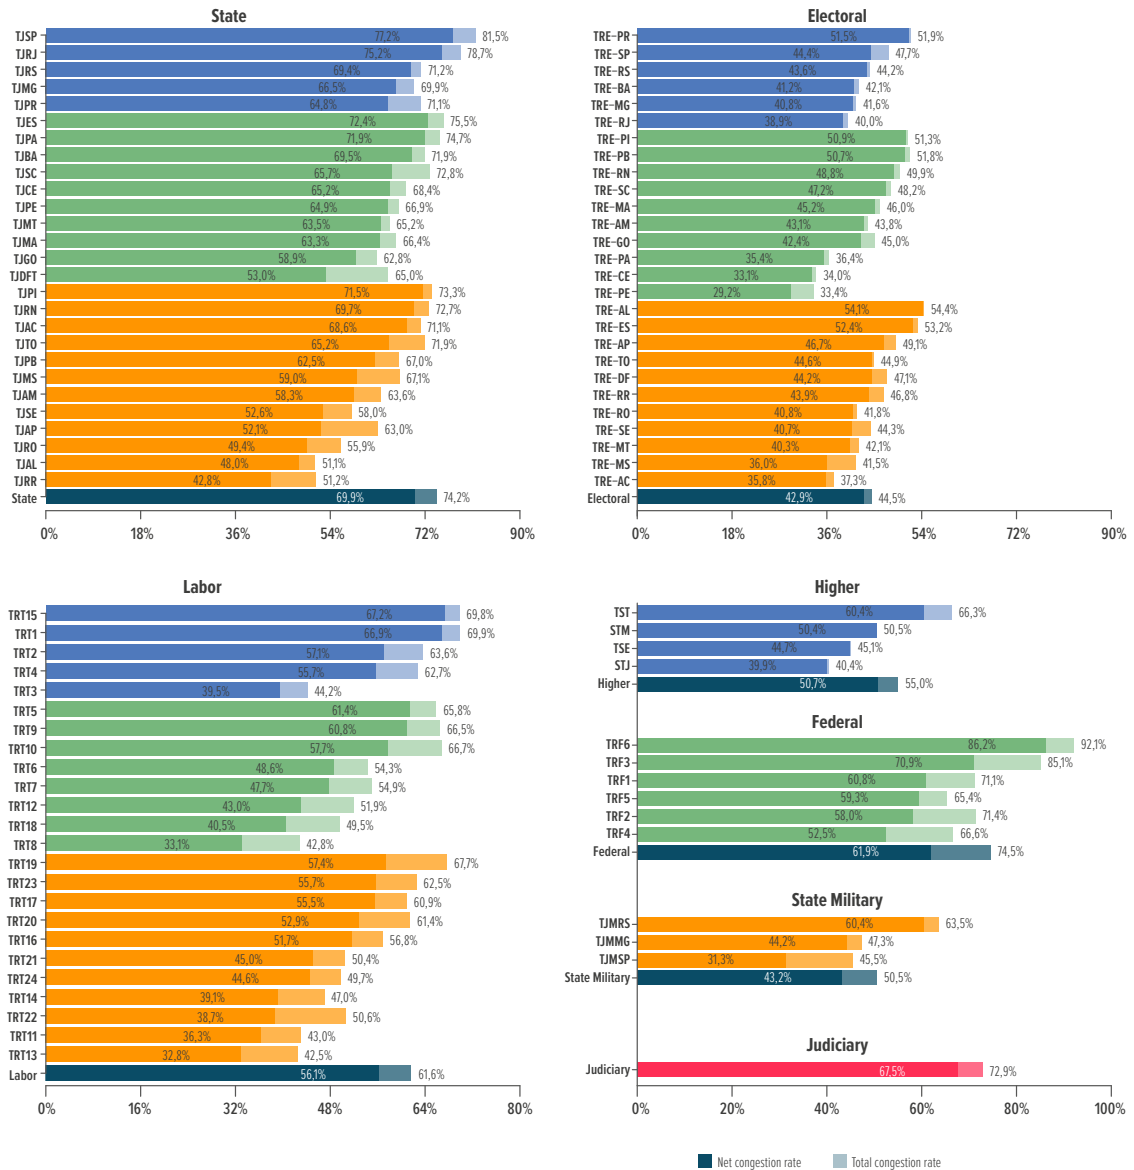 State
TJSP 77,2% 81,5%
TJRJ 75,2% 78,7%
TJRS 69,4% 71,2%
TJMG 66,5% 69,9%
TJPR 64,8% 71,1%
TJES 72,4% 75,5%
TJPA 71,9% 74,7%
TJBA 69,5% 71,9%
TJSC 65,7% 72,8%
TJCE 65,2% 68,4%
TJPE 64,9% 66,9%
TJMT 63,5% 65,2%
TJMA 63,3% 66,4%
TJGO 58,9% 62,8%
TJDFT 53,0% 65,0%
TJPI 71,5% 73,3%
TJRN 69,7% 72,7%
TJAC 68,6% 71,1%
TJTO 65,2% 71,9%
TJPB 62,5% 67,0%
TJMS 59,0% 67,1%
TJAM 58,3% 63,6%
TJSE 52,6% 58,0%
TJAP 52,1% 63,0%
TJRO 49,4% 55,9%
TJAL 48,0% 51,1%
TJRR 42,8% 51,2%
State 69,9% 74,2%
0% 18% 36% 54% 72% 90%
Electoral
TRE-PR 51,5% 51,9%
TRE-SP 44,4% 47,7%
TRE-RS 43,6% 44,2%
TRE-BA 41,2% 42,1%
TRE-MG 40,8% 41,6%
TRE-RJ 38,9% 40,0%
TRE-PI 50,9% 51,3%
TRE-PB 50,7% 51,8%
TRE-RN 48,8% 49,9%
TRE-SC 47,2% 48,2%
TRE-MA 45,2% 46,0%
TRE-AM 43,1% 43,8%
TRE-GO 42,4% 45,0%
TRE-PA 35,4% 36,4%
TRE-CE 33,1% 34,0%
TRE-PE 29,2% 33,4%
TRE-AL 54,1% 54,4%
TRE-ES 52,4% 53,2%
TRE-AP 46,7% 49,1%
TRE-TO 44,6% 44,9%
TRE-DF 44,2% 47,1%
TRE-RR 43,9% 46,8%
TRE-RO 40,8% 41,8%
TRE-SE 40,7% 44,3%
TRE-MT 40,3% 42,1%
TRE-MS 36,0% 41,5%
TRE-AC 35,8% 37,3%
Electoral 42,9% 44,5%
0% 18% 36% 54% 72% 90%
Labor
TRT15 67,2% 69,8%
TRT1 66,9% 69,9%
TRT2 57,1% 63,6%
TRT4 55,7% 62,7%
TRT3 39,5% 44,2%
TRT5 61,4% 65,8%
TRT9 60,8% 66,5%
TRT10 57,7% 66,7%
TRT6 48,6% 54,3%
TRT7 47,7% 54,9%
TRT12 43,0% 51,9%
TRT18 40,5% 49,5%
TRT8 33,1% 42,8%
TRT19 57,4% 67,7%
TRT23 55,7% 62,5%
TRT17 55,5% 60,9%
TRT20 52,9% 61,4%
TRT16 51,7% 56,8%
TRT21 45,0% 50,4%
TRT24 44,6% 49,7%
TRT14 39,1% 47,0%
TRT22 38,7% 50,6%
TRT11 36,3% 43,0%
TRT13 32,8% 42,5%
Labor 56,1% 61,6%
0% 16% 32% 48% 64% 80%
Higher
TST 60,4% 66,3%
STM 50,4% 50,5%
TSE 44,7% 45,1%
STJ 39,9% 40,4%
Higher 50,7% 55,0%
Federal
TRF6 86,2% 92,1%
TRF3 70,9% 85,1%
TRF1 60,8% 71,1%
TRF5 59,3% 65,4%
TRF2 58,0% 71,4%
TRF4 52,5% 66,6%
Federal 61,9% 74,5%
State Military
TJMRS 60,4% 63,5%
TJMMG 44,2% 47,3%
TJMSP 31,3% 45,5%
State Military 43,2% 50,5%
Judiciary
Judiciary 67,5% 72,9%
0% 20% 40% 60% 80% 100%
Net congestion rate Total congestion rate